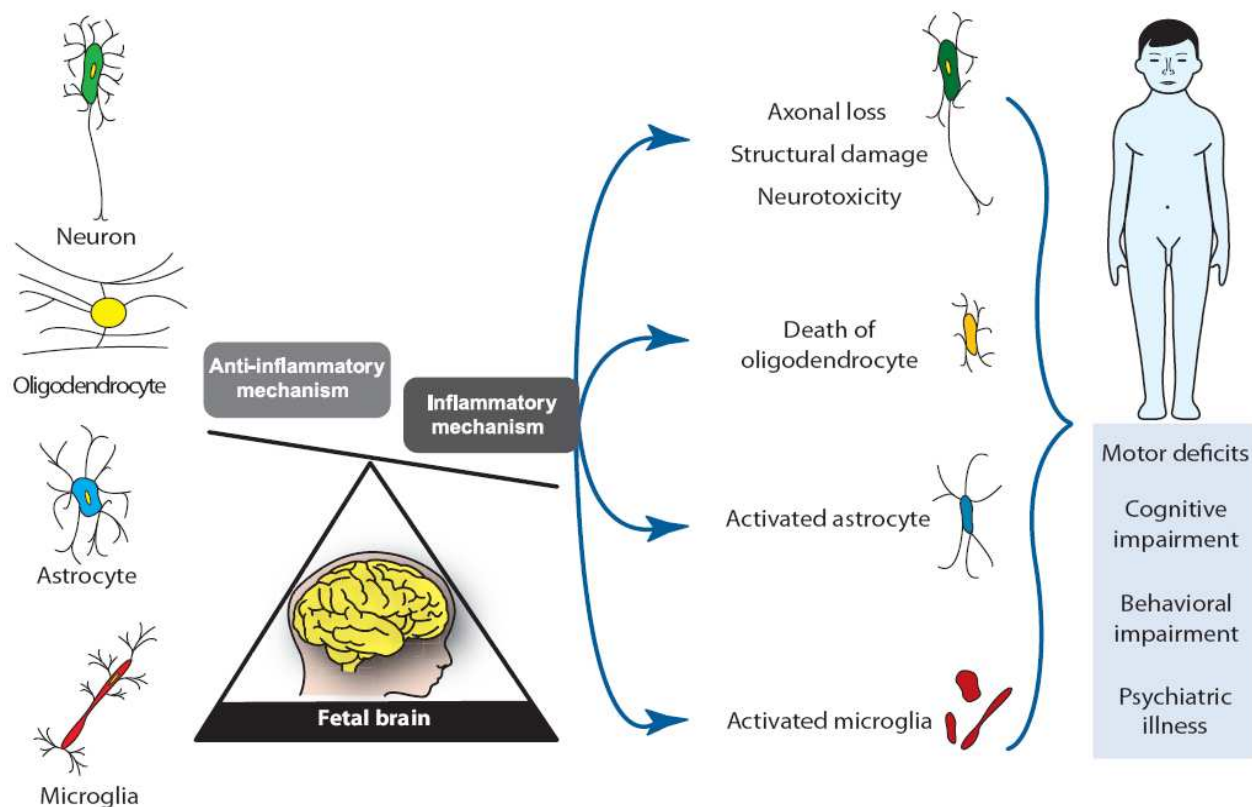 Neuron
Oligodendrocyte
Astrocyte
Microglia
Anti-inflammatory
mechanism
Inflammatory
mechanism
Fetal brain
Axonal loss
Structural damage
Neurotoxicity
Death of
oligodendrocyte
Activated astrocyte
Activated microglia
Motor deficits
Cognitive
impairment
Behavioral
impairment
Psychiatric
illness